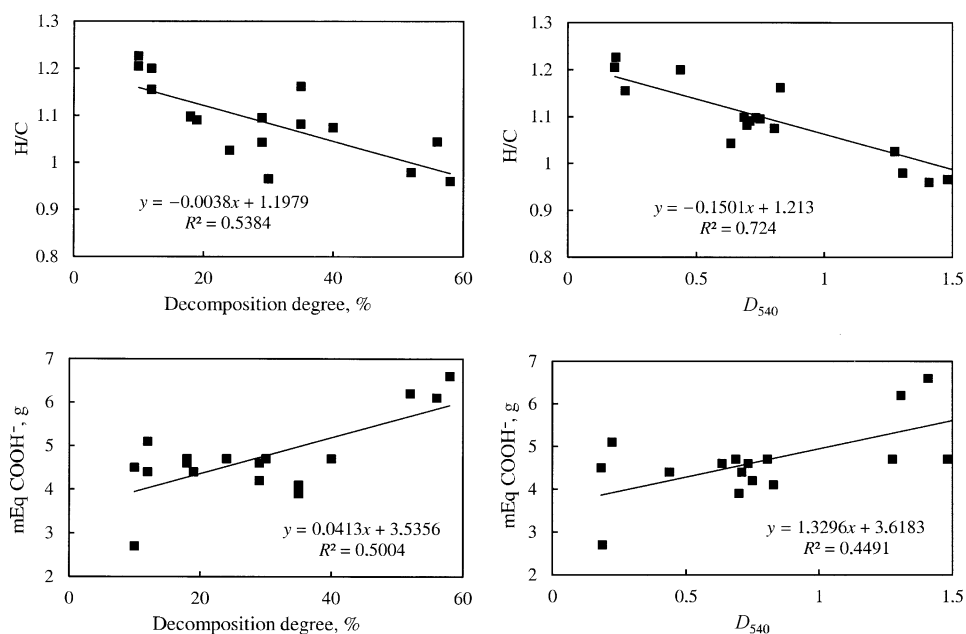 1.3
1.2
1.1
1
0.9
0.8
H/C
y = −0.0038x + 1.1979
R² = 0.5384
0 20 40 60
Decomposition degree, %
1.3
1.2
1.1
1
0.9
0.8
H/C
y = −0.1501x + 1.213
R² = 0.724
0 0.5 1 1.5
D540
7
6
5
4
3
2
mEq COOH⁻, g
y = 0.0413x + 3.5356
R² = 0.5004
0 20 40 60
Decomposition degree, %
7
6
5
4
3
2
mEq COOH⁻, g
y = 1.3296x + 3.6183
R² = 0.4491
0 0.5 1 1.5
D540